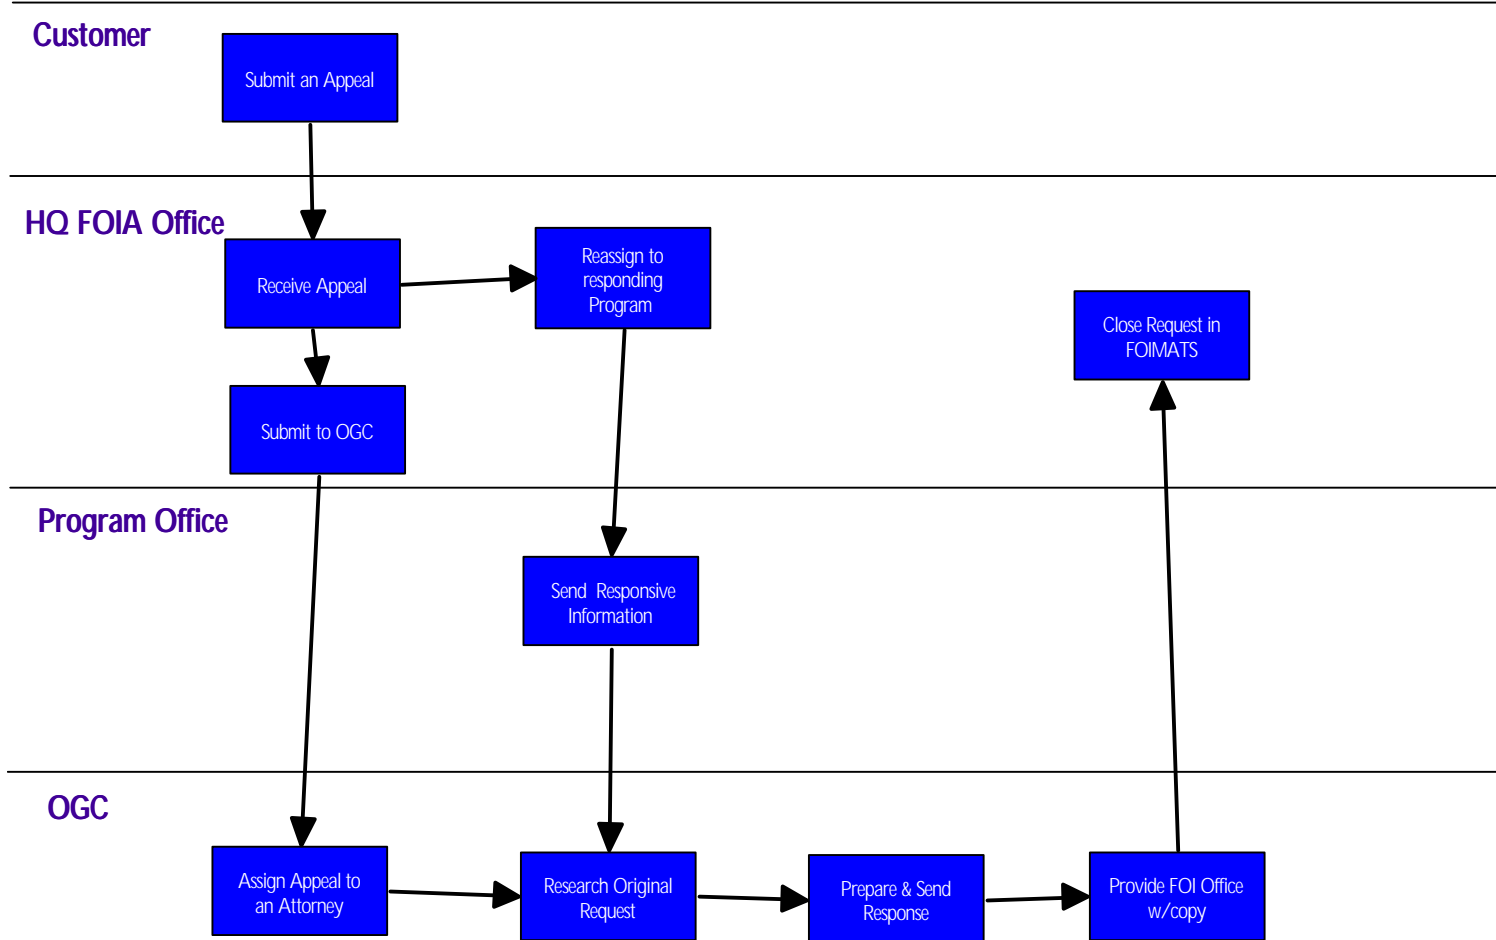 Customer
Submit an Appeal
HQ FOIA Office
Receive Appeal
Reassign to
responding
Program
Close Request in
FOIMATS
Submit to OGC
Program Office
Send Responsive
Information
OGC
Assign Appeal to
an Attorney
Research Original
Request
Prepare & Send
Response
Provide FOI Office
w/copy